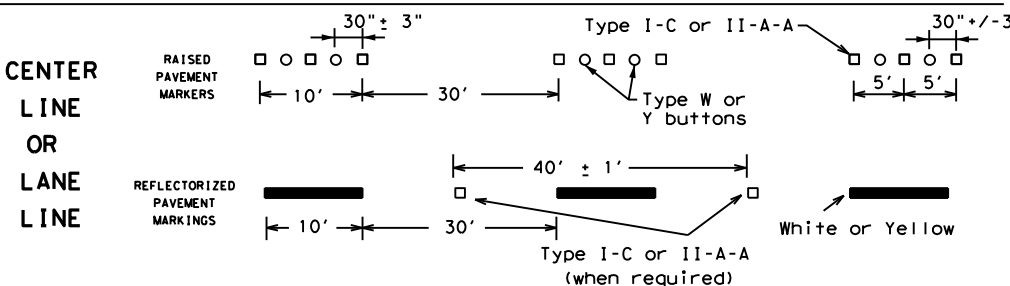 30"± 3"
Type I-C or II-A-A
30"+/-3
CENTER
LINE
OR
LANE
LINE
RAISED
PAVEMENT
MARKERS
10'
30'
Type W or
Y buttons
5'
5'
40' ± 1'
REFLECTORIZED
PAVEMENT
MARKINGS
10'
30'
Type I-C or II-A-A
(when required)
White or Yellow